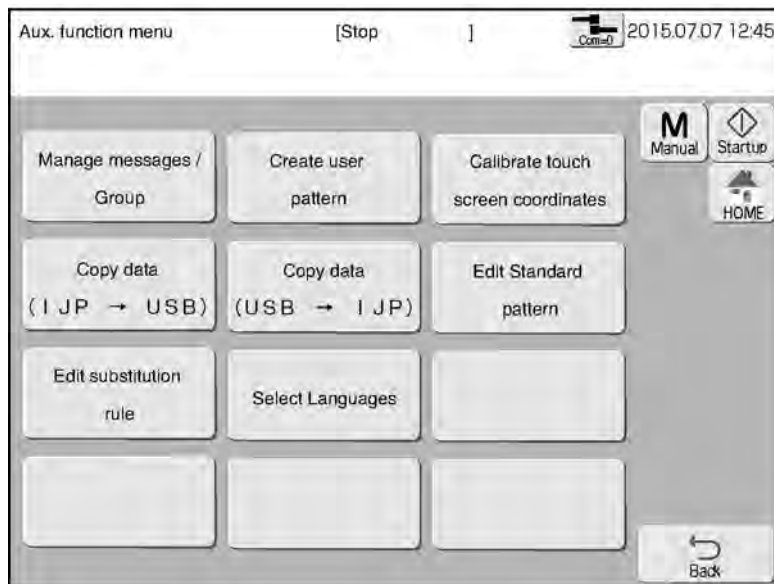 Aux. function menu [Stop ] Com=0 2015.07.07 12:45
M
Manual
Startup
HOME
Manage messages /
Group
Create user
pattern
Calibrate touch
screen coordinates
Copy data
(IJP → USB)
Copy data
(USB → IJP)
Edit Standard
pattern
Edit substitution
rule
Select Languages
Back